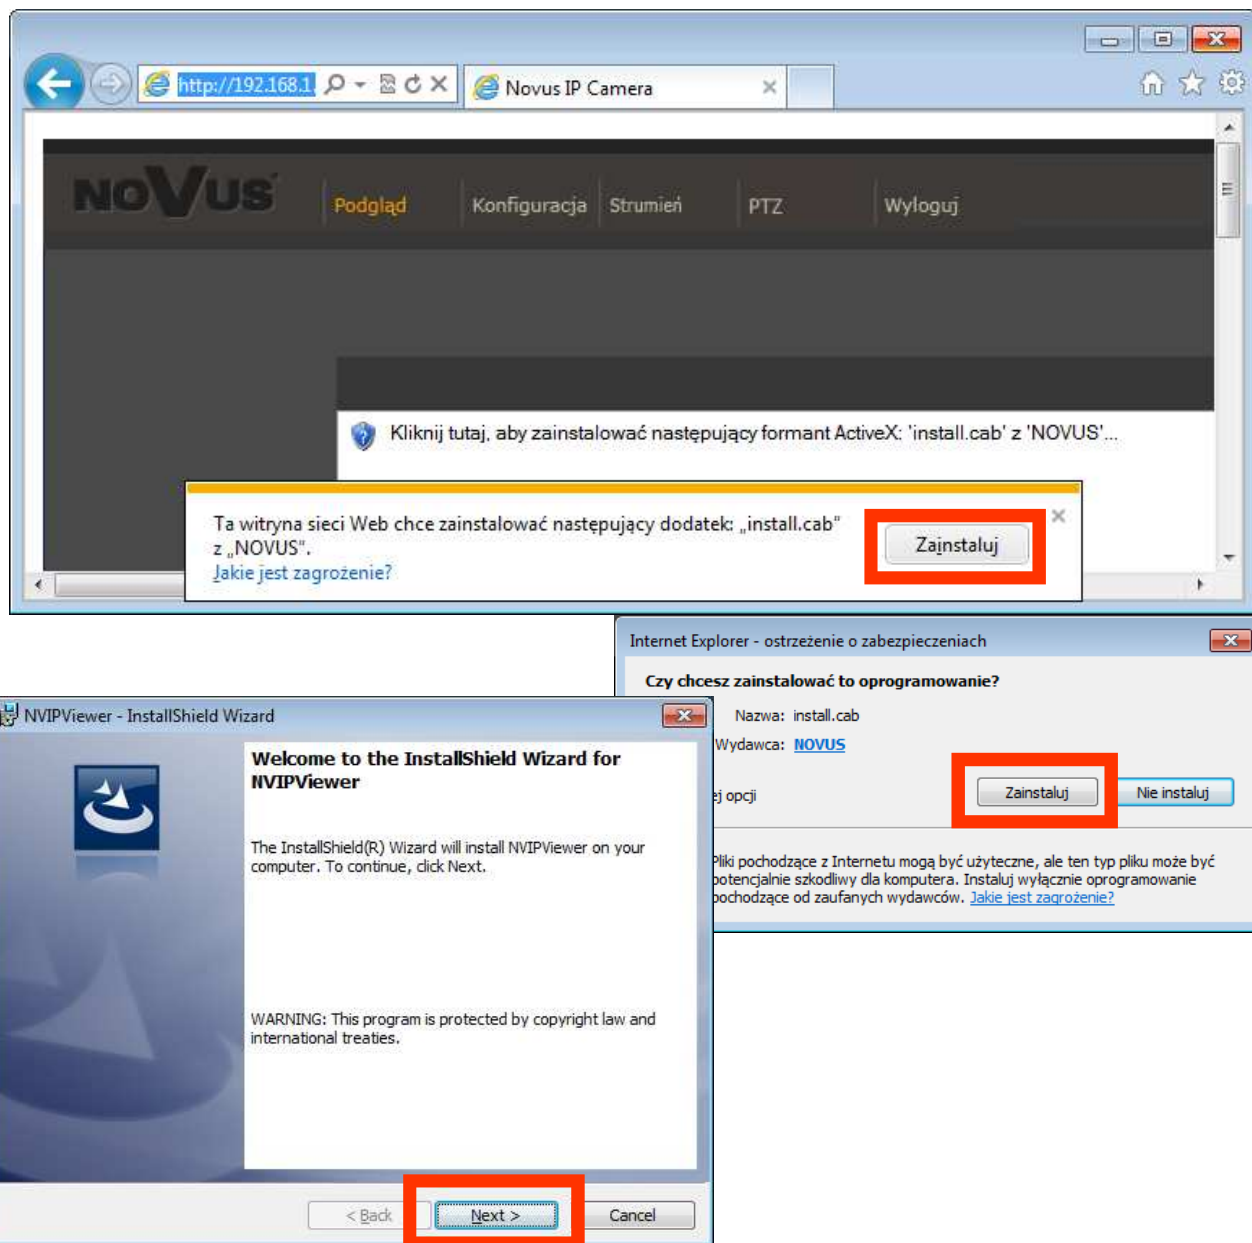 http://192.168.1.
Novus IP Camera
NOVUS
Podgląd Konfiguracja Strumień PTZ Wyloguj
Kliknij tutaj, aby zainstalować następujący formant ActiveX: 'install.cab' z 'NOVUS'...
Ta witryna sieci Web chce zainstalować następujący dodatek: „install.cab”
z „NOVUS”.
Zainstaluj
Jakie jest zagrożenie?
Internet Explorer - ostrzeżenie o zabezpieczeniach
Czy chcesz zainstalować to oprogramowanie?
Nazwa: install.cab
Wydawca: NOVUS
ej opcji
Zainstaluj
Nie instaluj
Pliki pochodzące z Internetu mogą być użyteczne, ale ten typ pliku może być
potencjalnie szkodliwy dla komputera. Instaluj wyłącznie oprogramowanie
pochodzące od zaufanych wydawców. Jakie jest zagrożenie?
NVIPViewer - InstallShield Wizard
Welcome to the InstallShield Wizard for
NVIPViewer
The InstallShield(R) Wizard will install NVIPViewer on your
computer. To continue, click Next.
WARNING: This program is protected by copyright law and
international treaties.
< Back
Next >
Cancel